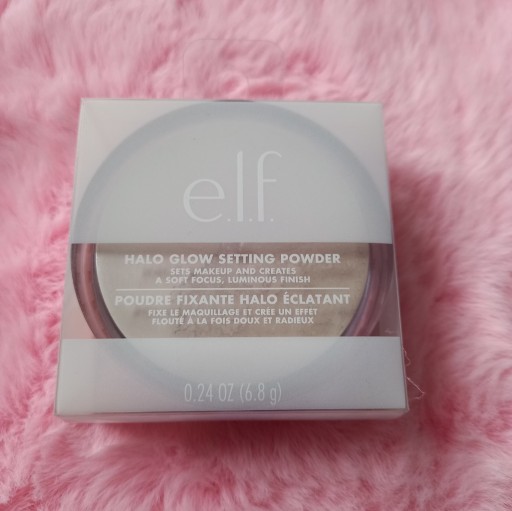 e.l.f.
HALO GLOW SETTING POWDER
SETS MAKEUP AND CREATES
A SOFT FOCUS, LUMINOUS FINISH
POUDRE FIXANTE HALO ÉCLATANT
FIXE LE MAQUILLAGE ET CRÉE UN EFFET
FLOUTÉ À LA FOIS DOUX ET RADIEUX
0.24 OZ (6.8 g)